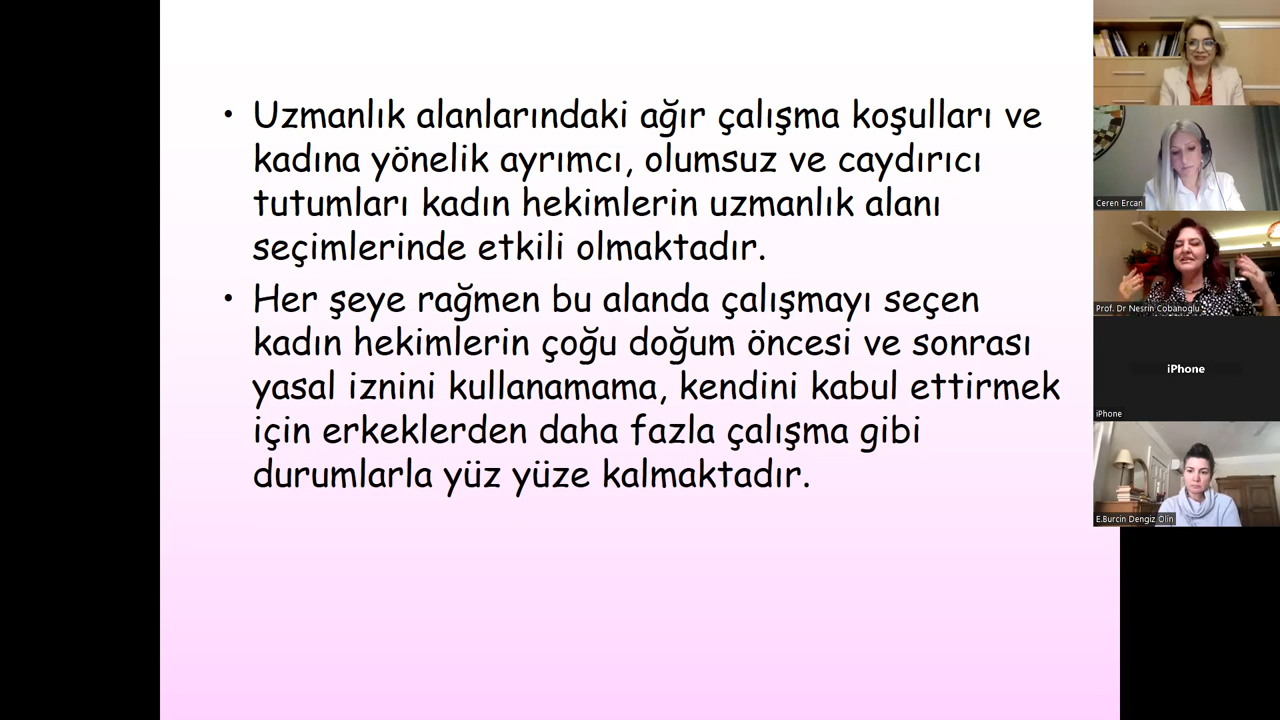 • Uzmanlık alanlarındaki ağır çalışma koşulları ve
kadına yönelik ayrımcı, olumsuz ve caydırıcı
tutumları kadın hekimlerin uzmanlık alanı
seçimlerinde etkili olmaktadır.
• Her şeye rağmen bu alanda çalışmayı seçen
kadın hekimlerin çoğu doğum öncesi ve sonrası
yasal iznini kullanamama, kendini kabul ettirmek
için erkeklerden daha fazla çalışma gibi
durumlarla yüz yüze kalmaktadır.
Ceren Ercan
Prof. Dr Nesrin Cobanoglu
iPhone
iPhone
E.Burcin Dengiz Olin